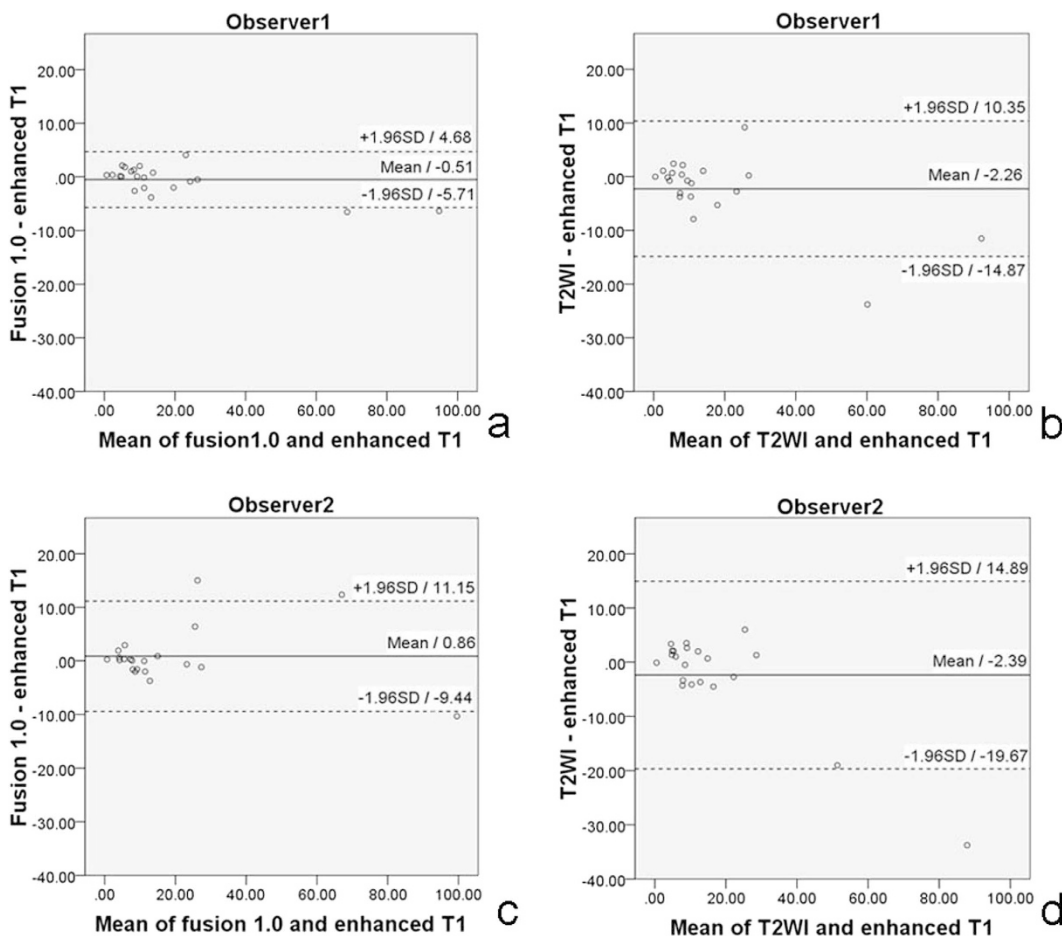 Observer1
Fusion 1.0 - enhanced T1
20.00
10.00
.00
-10.00
-20.00
-30.00
-40.00
+1.96SD / 4.68
Mean / -0.51
-1.96SD / -5.71
.00 20.00 40.00 60.00 80.00 100.00
Mean of fusion1.0 and enhanced T1
a
Observer1
T2WI - enhanced T1
20.00
10.00
.00
-10.00
-20.00
-30.00
-40.00
+1.96SD / 10.35
Mean / -2.26
-1.96SD / -14.87
.00 20.00 40.00 60.00 80.00 100.00
Mean of T2WI and enhanced T1
b
Observer2
Fusion 1.0 - enhanced T1
20.00
10.00
.00
-10.00
-20.00
-30.00
-40.00
+1.96SD / 11.15
Mean / 0.86
-1.96SD / -9.44
.00 20.00 40.00 60.00 80.00 100.00
Mean of fusion 1.0 and enhanced T1
c
Observer2
T2WI - enhanced T1
20.00
10.00
.00
-10.00
-20.00
-30.00
-40.00
+1.96SD / 14.89
Mean / -2.39
-1.96SD / -19.67
.00 20.00 40.00 60.00 80.00 100.00
Mean of T2WI and enhanced T1
d